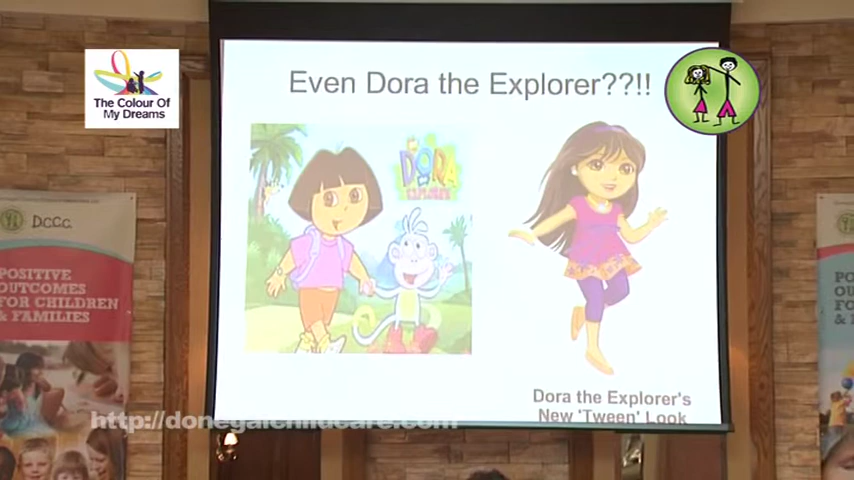 Even Dora the Explorer??!!
The Colour Of
My Dreams
DORA
D.C.C.C.
POSITIVE
OUTCOMES
FOR CHILDREN
& FAMILIES
Dora the Explorer's
New 'Tween' Look
http://donegalchildcare.com